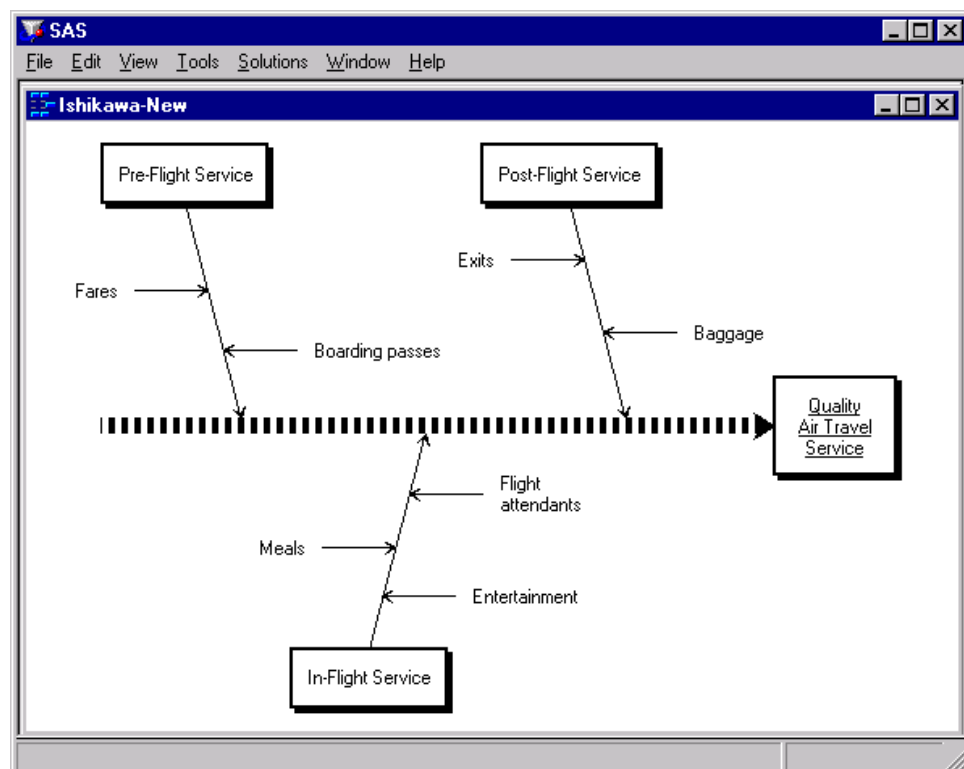 SAS
File Edit View Tools Solutions Window Help
Ishikawa-New
Pre-Flight Service
Post-Flight Service
Exits
Fares
Baggage
Boarding passes
Quality
Air Travel
Service
Flight
attendants
Meals
Entertainment
In-Flight Service